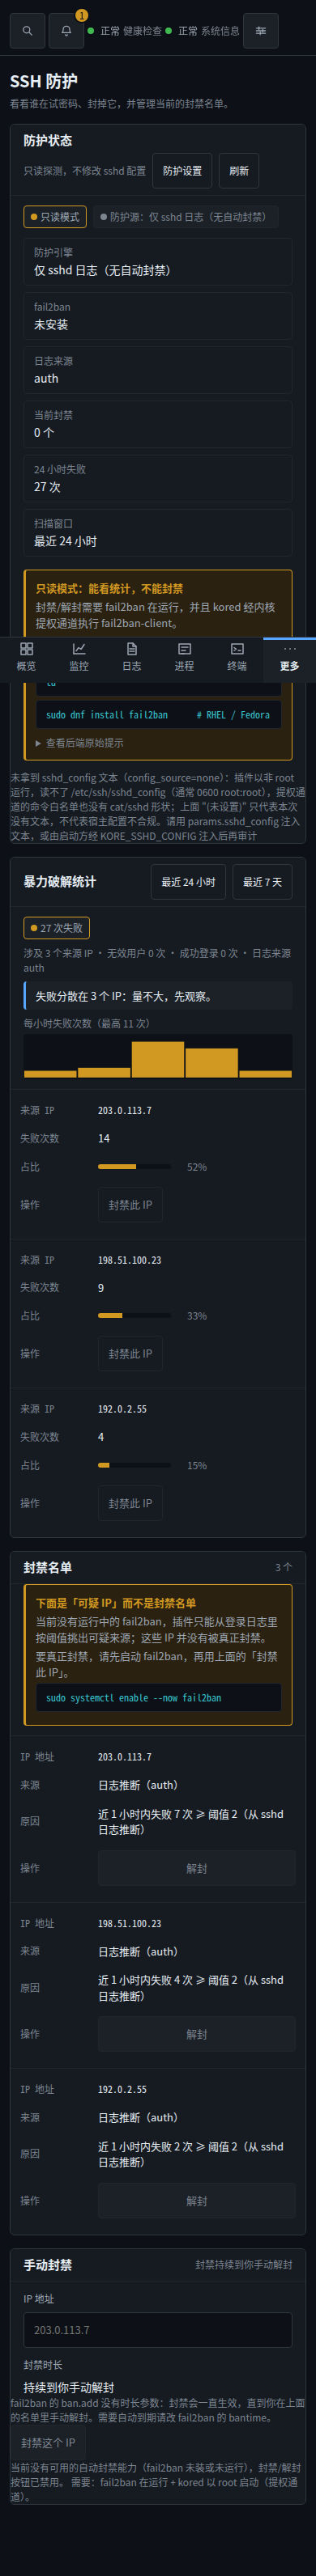 1
正常 健康检查 正常 系统信息
SSH 防护
看看谁在试密码、封掉它，并管理当前的封禁名单。
防护状态
只读探测，不修改 sshd 配置 防护设置 刷新
只读模式 防护源：仅 sshd 日志（无自动封禁）
防护引擎
仅 sshd 日志（无自动封禁）
fail2ban
未安装
日志来源
auth
当前封禁
0 个
24 小时失败
27 次
扫描窗口
最近 24 小时
只读模式：能看统计，不能封禁
封禁/解封需要 fail2ban 在运行，并且 kored 经内核
提权通道执行 fail2ban-client。
概览 监控 日志 进程 终端 更多
sudo dnf install fail2ban # RHEL / Fedora
▶ 查看后端原始提示
未拿到 sshd_config 文本（config_source=none）：插件以非 root
运行，读不了 /etc/ssh/sshd_config（通常 0600 root:root），提权通
道的命令白名单也没有 cat/sshd 形状；上面 "(未设置)" 只代表本次
没有文本，不代表宿主配置不合规。请用 params.sshd_config 注入
文本，或由启动方经 KORE_SSHD_CONFIG 注入后再审计
暴力破解统计 最近 24 小时 最近 7 天
27 次失败
涉及 3 个来源 IP · 无效用户 0 次 · 成功登录 0 次 · 日志来源
auth
失败分散在 3 个 IP：量不大，先观察。
每小时失败次数（最高 11 次）
来源 IP 203.0.113.7
失败次数 14
占比 52%
操作 封禁此 IP
来源 IP 198.51.100.23
失败次数 9
占比 33%
操作 封禁此 IP
来源 IP 192.0.2.55
失败次数 4
占比 15%
操作 封禁此 IP
封禁名单 3 个
下面是「可疑 IP」而不是封禁名单
当前没有运行中的 fail2ban，插件只能从登录日志里
按阈值挑出可疑来源；这些 IP 并没有被真正封禁。
要真正封禁，请先启动 fail2ban，再用上面的「封禁
此 IP」。
sudo systemctl enable --now fail2ban
IP 地址 203.0.113.7
来源 日志推断（auth）
原因 近 1 小时内失败 7 次 ≥ 阈值 2（从 sshd
日志推断）
操作 解封
IP 地址 198.51.100.23
来源 日志推断（auth）
原因 近 1 小时内失败 4 次 ≥ 阈值 2（从 sshd
日志推断）
操作 解封
IP 地址 192.0.2.55
来源 日志推断（auth）
原因 近 1 小时内失败 2 次 ≥ 阈值 2（从 sshd
日志推断）
操作 解封
手动封禁 封禁持续到你手动解封
IP 地址
203.0.113.7
封禁时长
持续到你手动解封
fail2ban 的 ban.add 没有时长参数：封禁会一直生效，直到你在上面
的名单里手动解封。需要自动到期请改 fail2ban 的 bantime。
封禁这个 IP
当前没有可用的自动封禁能力（fail2ban 未装或未运行），封禁/解封
按钮已禁用。 需要：fail2ban 在运行 + kored 以 root 启动（提权通
道）。